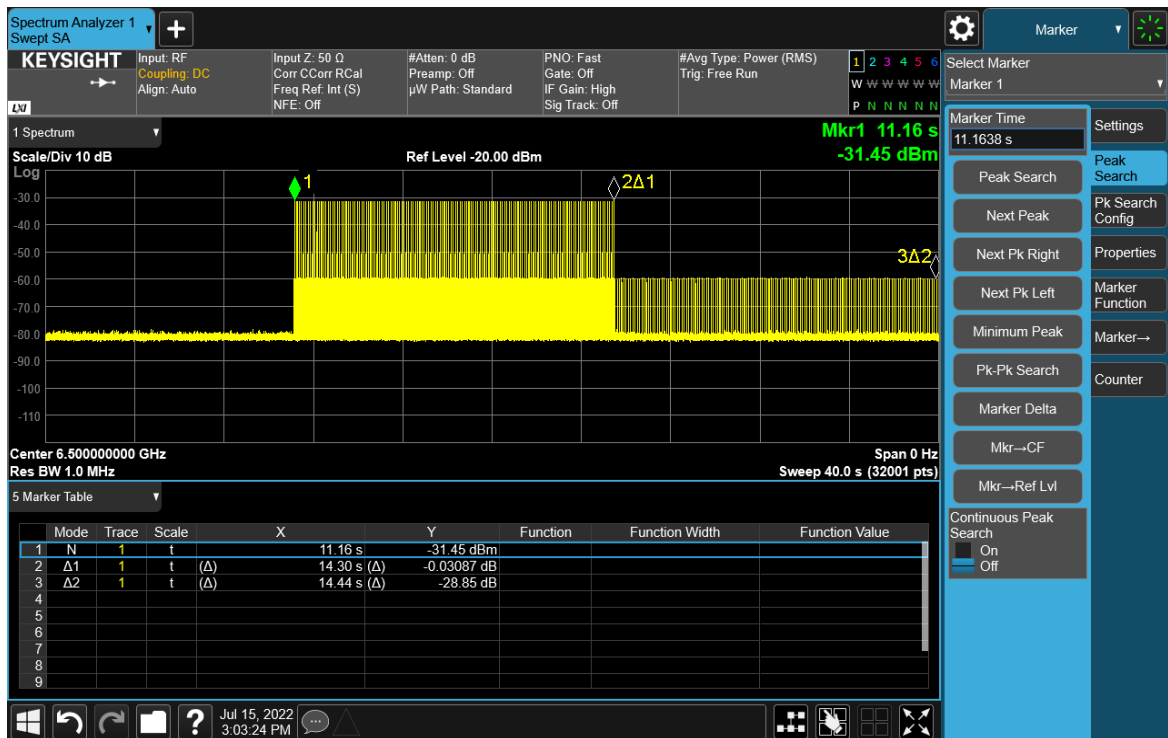 Spectrum Analyzer 1
Swept SA
Marker
KEYSIGHT
LXI
Input: RF
Coupling: DC
Align: Auto
Input Z: 50 Ω
Corr CCorr RCal
Freq Ref: Int (S)
NFE: Off
#Atten: 0 dB
Preamp: Off
µW Path: Standard
PNO: Fast
Gate: Off
IF Gain: High
Sig Track: Off
#Avg Type: Power (RMS)
Trig: Free Run
1 2 3 4 5 6
W W W W W W
P N N N N N
Select Marker
Marker 1
1 Spectrum
Mkr1 11.16 s
Scale/Div 10 dB
Ref Level -20.00 dBm
-31.45 dBm
Log
1
2Δ1
3Δ2
-30.0
-40.0
-50.0
-60.0
-70.0
-80.0
-90.0
-100
-110
Center 6.500000000 GHz
Span 0 Hz
Res BW 1.0 MHz
Sweep 40.0 s (32001 pts)
5 Marker Table
Mode Trace Scale X Y Function Function Width Function Value
1 N 1 t 11.16 s -31.45 dBm
2 Δ1 1 t (Δ) 14.30 s (Δ) -0.03087 dB
3 Δ2 1 t (Δ) 14.44 s (Δ) -28.85 dB
4
5
6
7
8
9
Marker Time
11.1638 s
Peak Search
Next Peak
Next Pk Right
Next Pk Left
Minimum Peak
Pk-Pk Search
Marker Delta
Mkr→CF
Mkr→Ref Lvl
Continuous Peak
Search
On
Off
Settings
Peak
Search
Pk Search
Config
Properties
Marker
Function
Marker→
Counter
?
Jul 15, 2022
3:03:24 PM